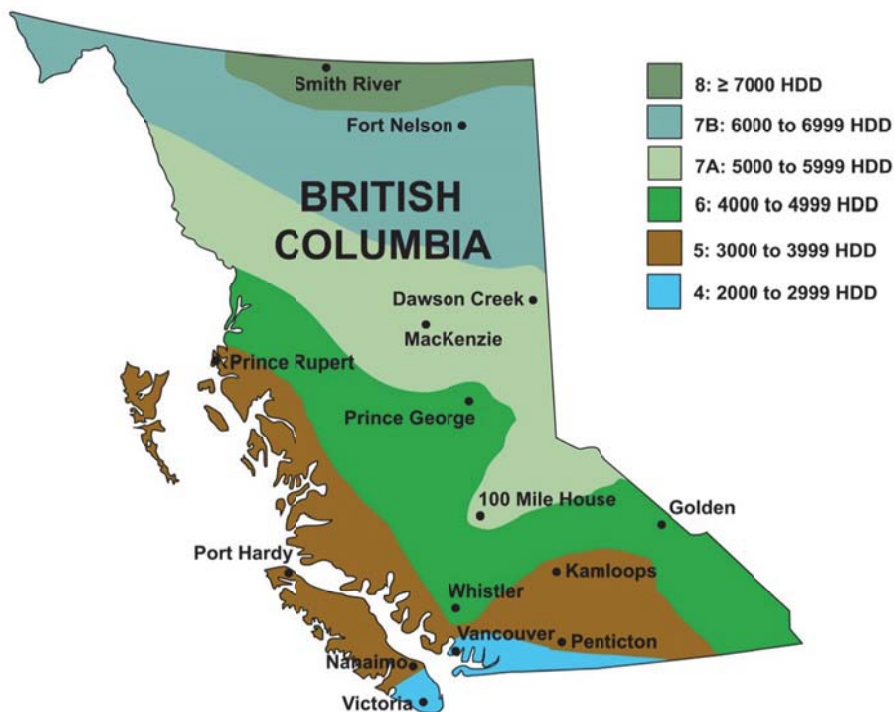 Smith River
Fort Nelson
BRITISH
COLUMBIA
Dawson Creek
MacKenzie
Prince Rupert
Prince George
100 Mile House
Golden
Port Hardy
Kamloops
Whistler
Vancouver
Penticton
Nanaimo
Victoria
8: ≥ 7000 HDD
7B: 6000 to 6999 HDD
7A: 5000 to 5999 HDD
6: 4000 to 4999 HDD
5: 3000 to 3999 HDD
4: 2000 to 2999 HDD